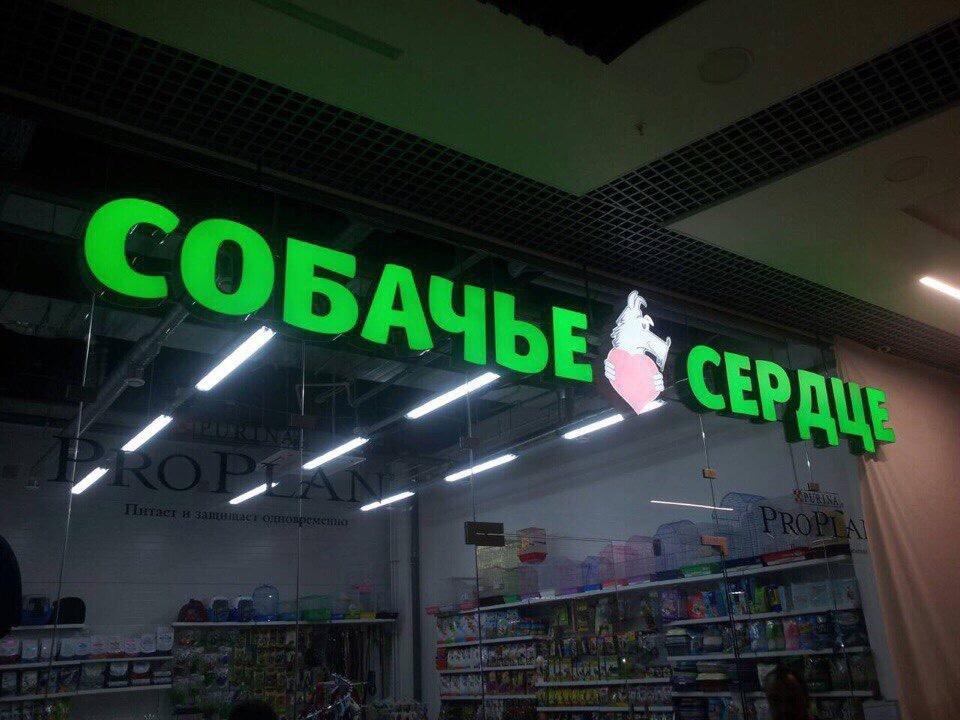 СОБАЧЬЕ СЕРДЦЕ
PURINA
PROPLAN
Питает и защищает одновременно
PURINA
PROPLAN